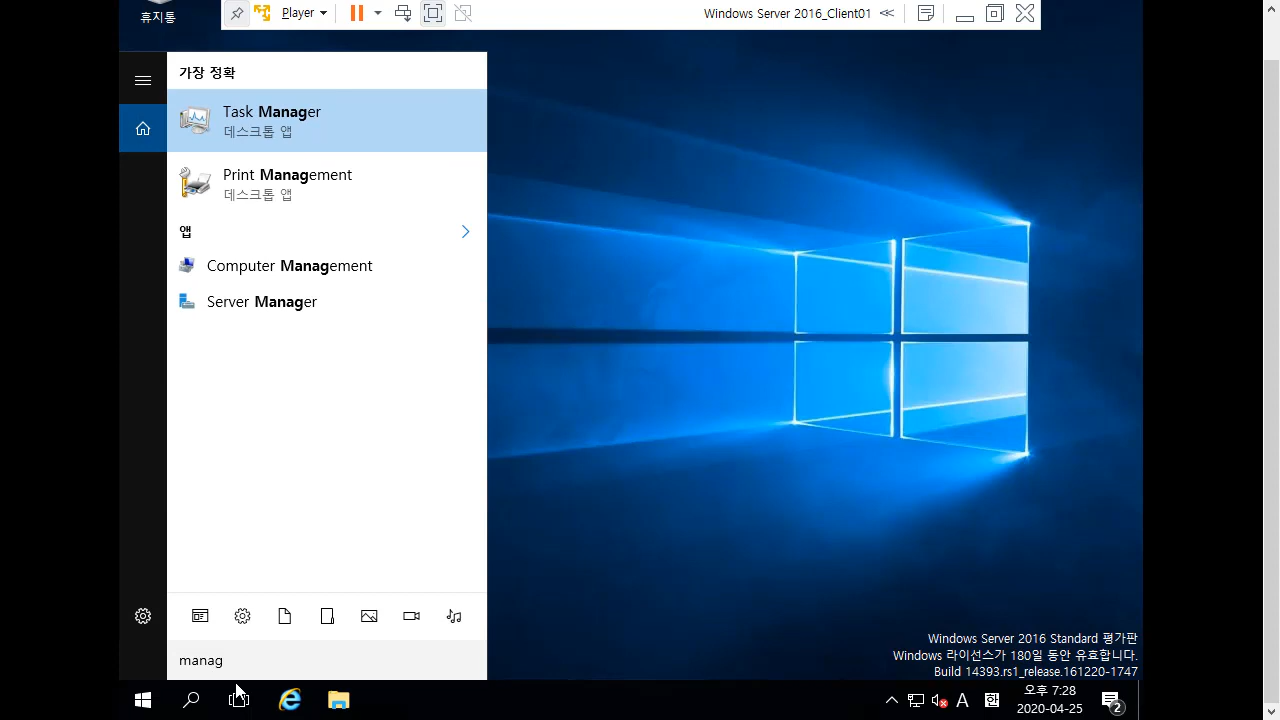 휴지통
Player
Windows Server 2016_Client01
가장 정확
Task Manager
데스크톱 앱
Print Management
데스크톱 앱
앱
Computer Management
Server Manager
manag
Windows Server 2016 Standard 평가판
Windows 라이선스가 180일 동안 유효합니다.
Build 14393.rs1_release.161220-1747
A
한
오후 7:28
2020-04-25
2